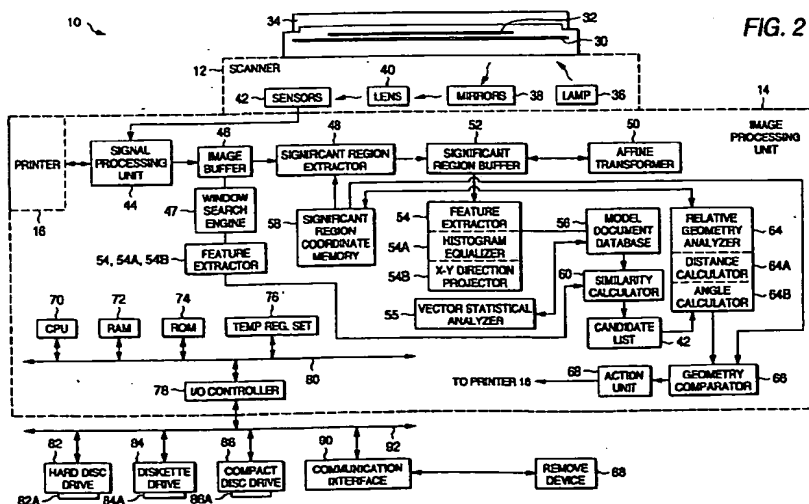 FIG. 2
10
34
32
30
12
SCANNER
40
42
SENSORS
LENS
MIRRORS
38
LAMP
36
14
IMAGE PROCESSING UNIT
PRINTER
16
SIGNAL PROCESSING UNIT
44
46
IMAGE BUFFER
48
SIGNIFICANT REGION EXTRACTOR
52
SIGNIFICANT REGION BUFFER
50
AFFINE TRANSFORMER
47
WINDOW SEARCH ENGINE
54, 54A, 54B
FEATURE EXTRACTOR
58
SIGNIFICANT REGION COORDINATE MEMORY
54
FEATURE EXTRACTOR
54A
HISTOGRAM EQUALIZER
54B
X-Y DIRECTION PROJECTOR
55
VECTOR STATISTICAL ANALYZER
56
MODEL DOCUMENT DATABASE
60
SIMILARITY CALCULATOR
CANDIDATE LIST
42
RELATIVE GEOMETRY ANALYZER
64
DISTANCE CALCULATOR
64A
ANGLE CALCULATOR
64B
GEOMETRY COMPARATOR
66
68
ACTION UNIT
TO PRINTER 16
70
CPU
72
RAM
74
ROM
76
TEMP REG. SET
80
78
I/O CONTROLLER
92
82
HARD DISC DRIVE
82A
84
DISKETTE DRIVE
84A
86
COMPACT DISC DRIVE
86A
90
COMMUNICATION INTERFACE
REMOVE DEVICE
68